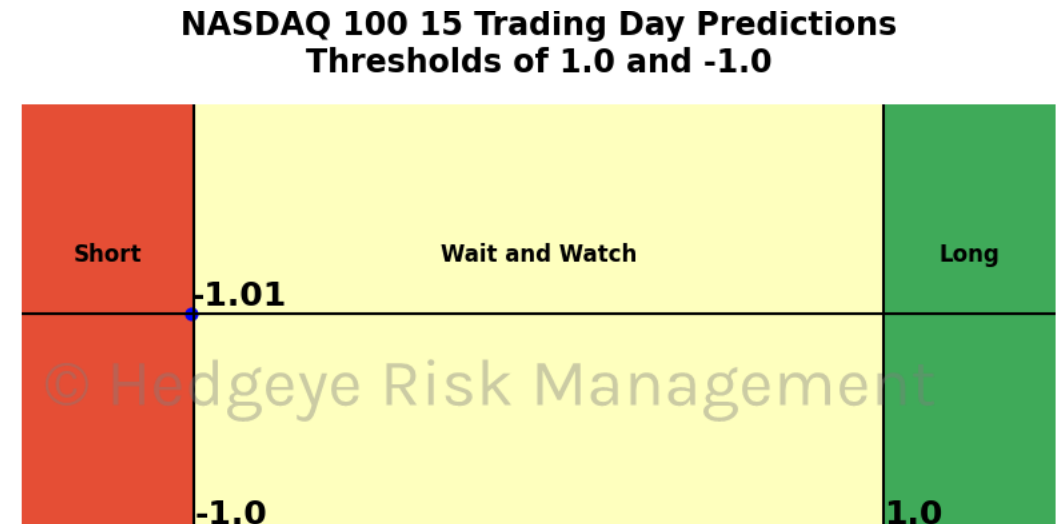 NASDAQ 100 15 Trading Day Predictions
Thresholds of 1.0 and -1.0
Short
Wait and Watch
Long
-1.01
© Hedgeye Risk Management
-1.0
1.0